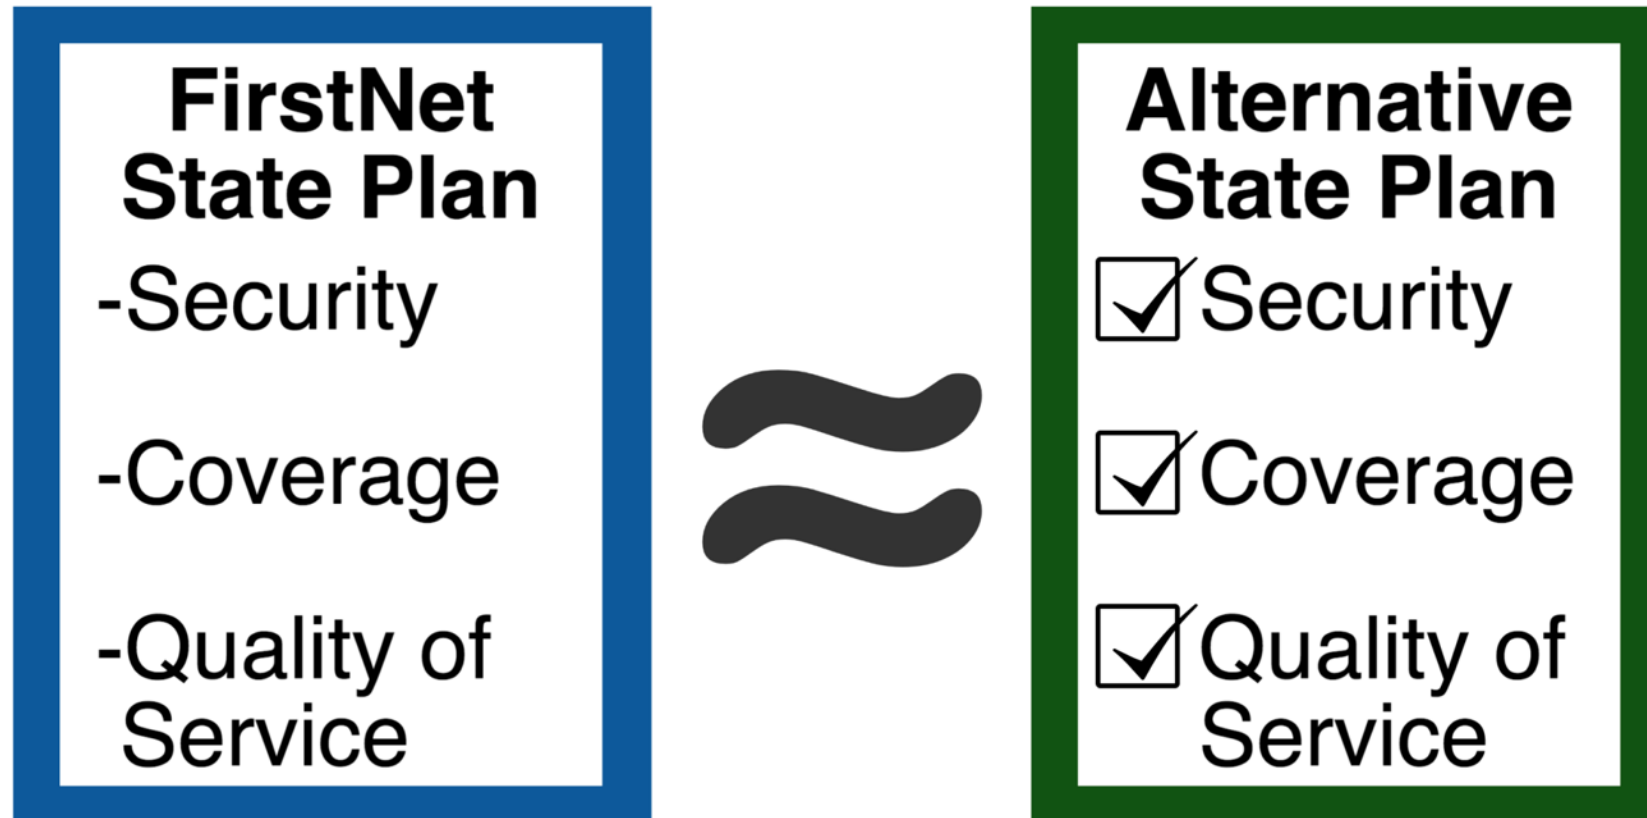 FirstNet
State Plan
-Security
-Coverage
-Quality of
Service
≈
Alternative
State Plan
Security
Coverage
Quality of
Service